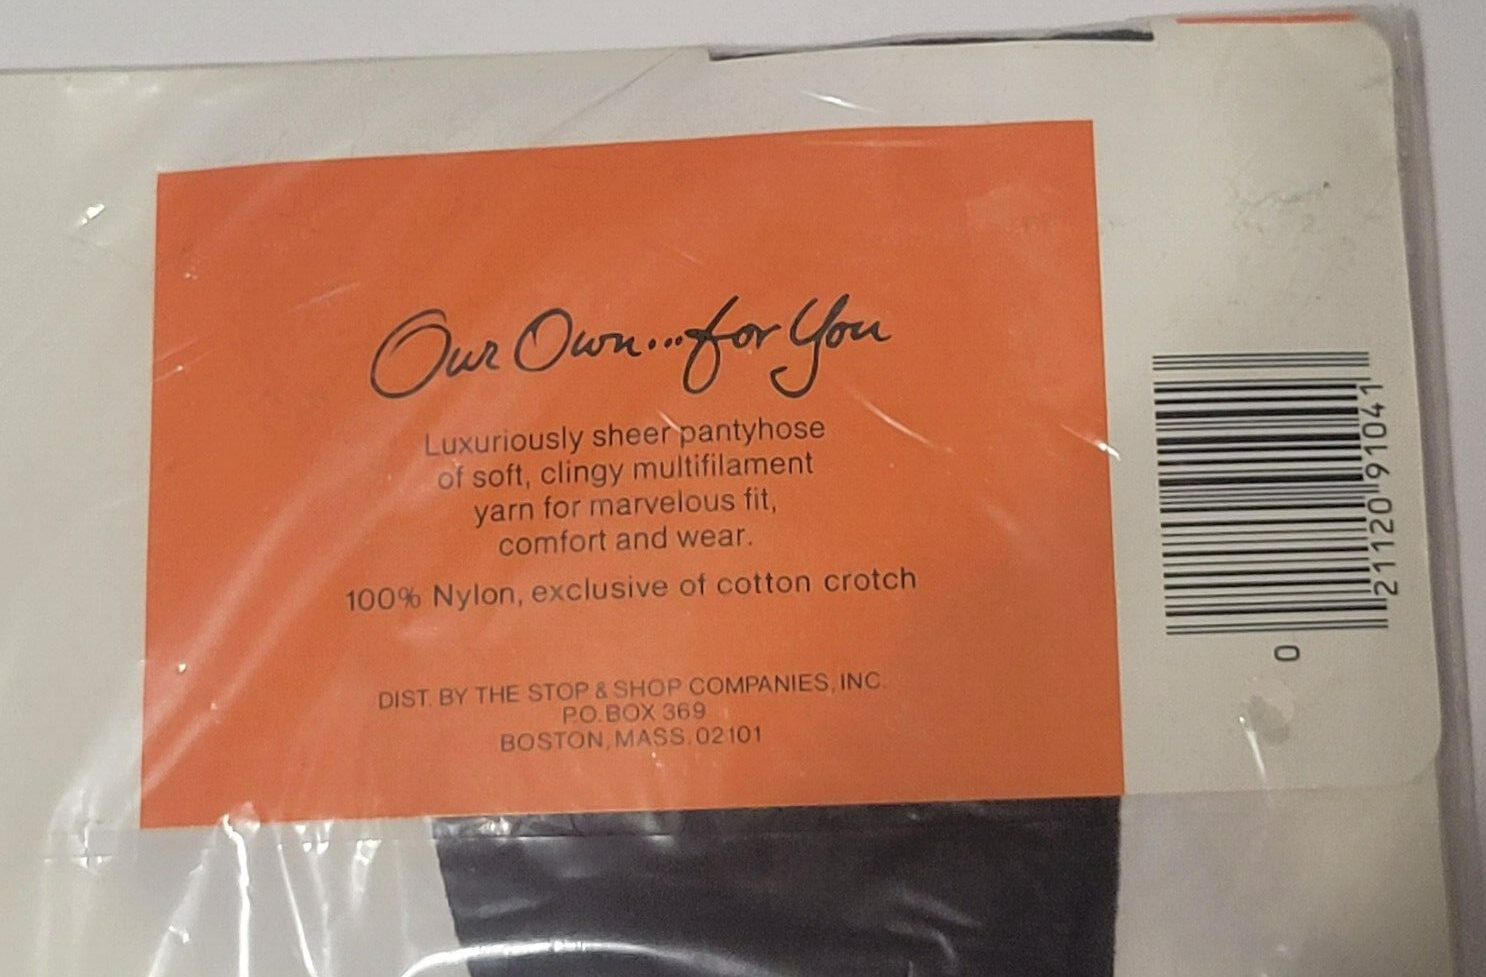 Our Own...for You
Luxuriously sheer pantyhose
of soft, clingy multifilament
yarn for marvelous fit,
comfort and wear.
100% Nylon, exclusive of cotton crotch
DIST. BY THE STOP & SHOP COMPANIES, INC.
P.O. BOX 369
BOSTON, MASS. 02101
0 21120 91041